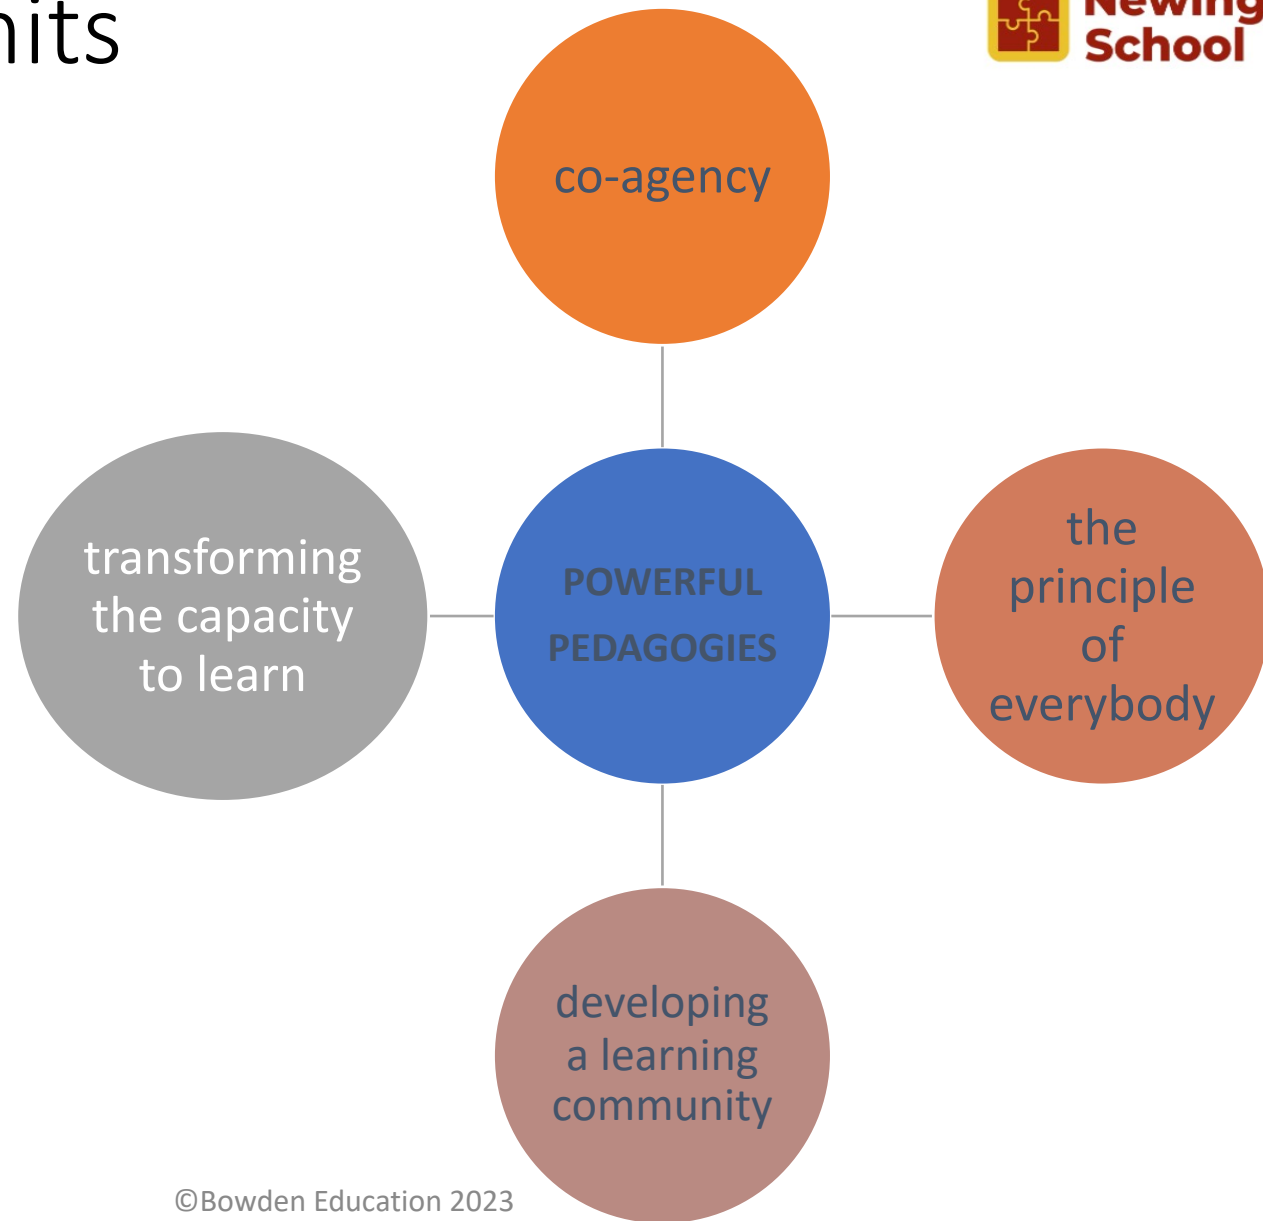 nits
Newing
School
co-agency
transforming
the capacity
to learn
POWERFUL
PEDAGOGIES
the
principle
of
everybody
developing
a learning
community
©Bowden Education 2023